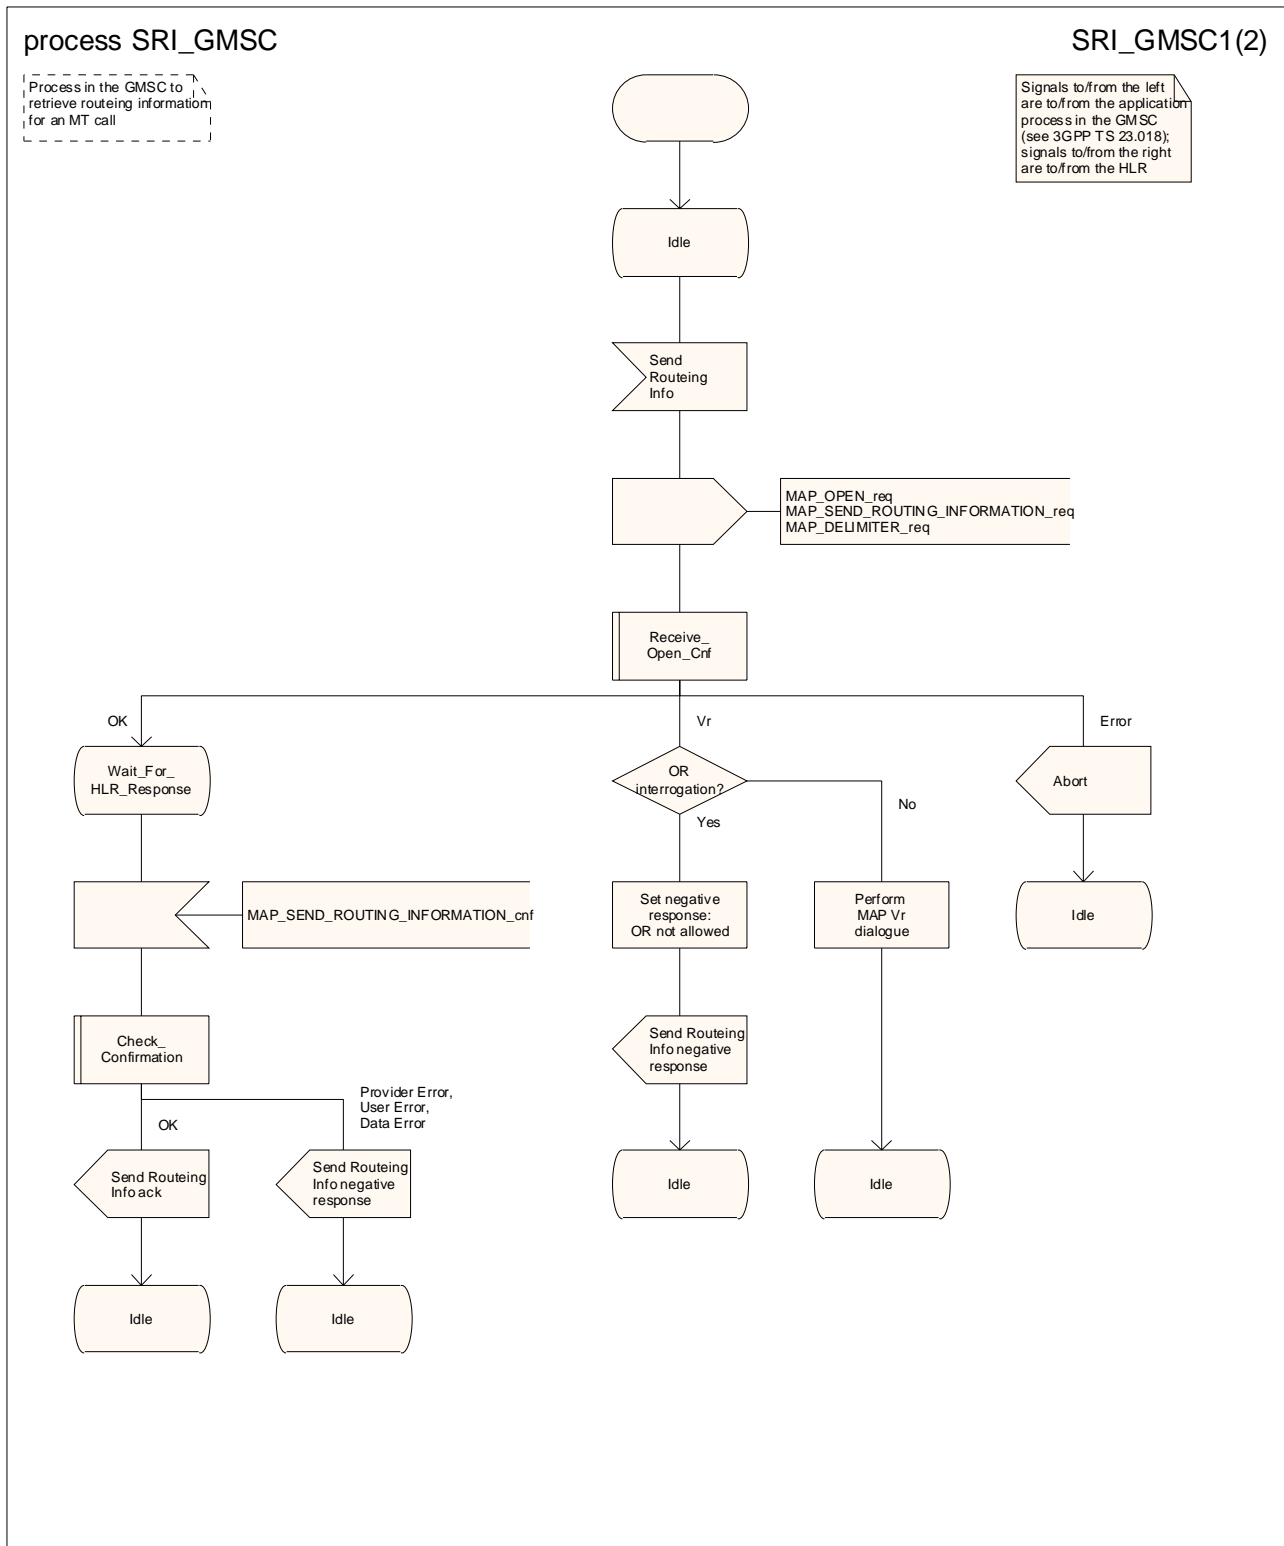 process SRI_GMSC
SRI_GMSC1(2)
Process in the GMSC to
retrieve routeing information
for an MT call
Signals to/from the left
are to/from the application
process in the GMSC
(see 3GPP TS 23.018);
signals to/from the right
are to/from the HLR
Idle
Send
Routeing
Info
MAP_OPEN_req
MAP_SEND_ROUTING_INFORMATION_req
MAP_DELIMITER_req
Receive_
Open_Cnf
OK
Vr
Error
Wait_For_
HLR_Response
OR
interrogation?
Abort
No
Yes
MAP_SEND_ROUTING_INFORMATION_cnf
Set negative
response:
OR not allowed
Perform
MAP Vr
dialogue
Idle
Check_
Confirmation
Send Routeing
Info negative
response
Provider Error,
User Error,
Data Error
OK
Send Routeing
Info ack
Send Routeing
Info negative
response
Idle
Idle
Idle
Idle